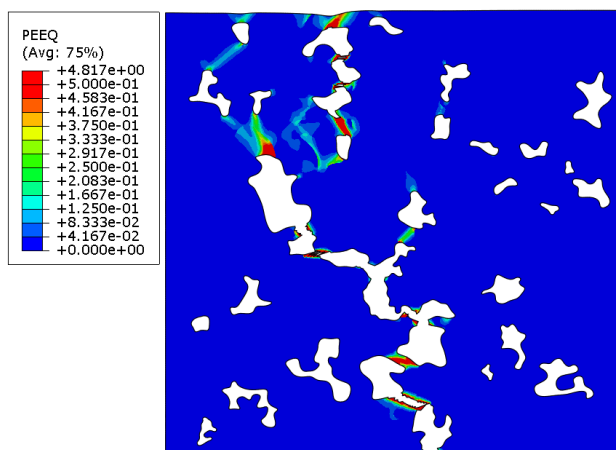 PEEQ
(Avg: 75%)
+4.817e+00
+5.000e-01
+4.583e-01
+4.167e-01
+3.750e-01
+3.333e-01
+2.917e-01
+2.500e-01
+2.083e-01
+1.667e-01
+1.250e-01
+8.333e-02
+4.167e-02
+0.000e+00